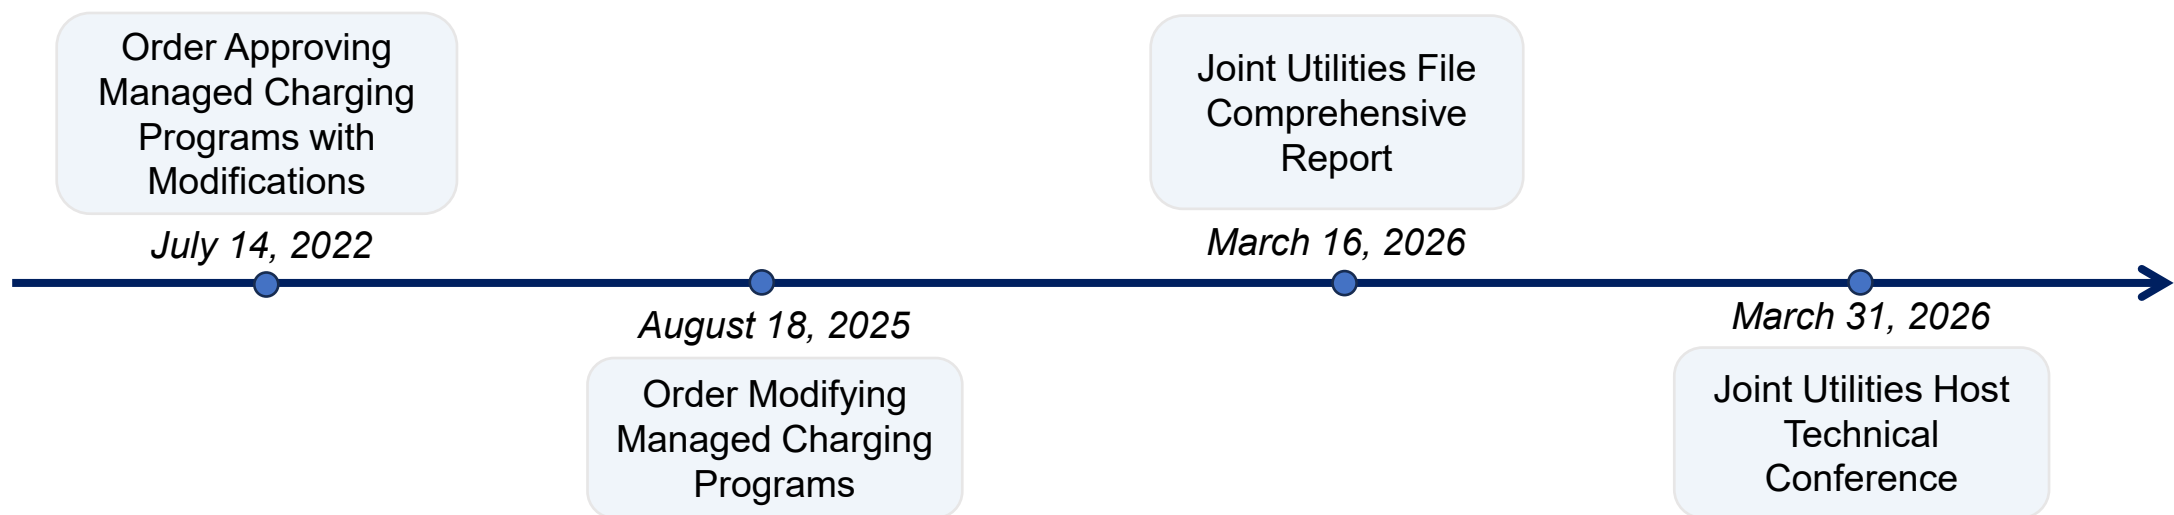 Order Approving
Managed Charging
Programs with
Modifications
July 14, 2022
August 18, 2025
Order Modifying
Managed Charging
Programs
Joint Utilities File
Comprehensive
Report
March 16, 2026
March 31, 2026
Joint Utilities Host
Technical
Conference